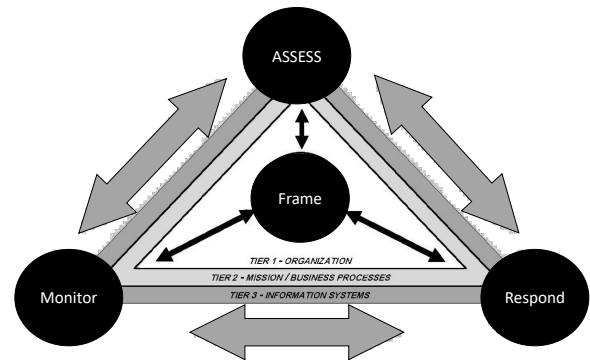 ASSESS
Frame
TIER 1 - ORGANIZATION
TIER 2 - MISSION / BUSINESS PROCESSES
TIER 3 - INFORMATION SYSTEMS
Monitor
Respond